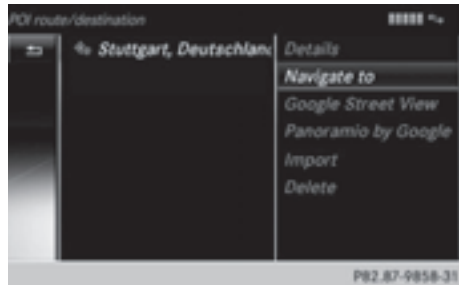 POI route/destination
Stuttgart, Deutschlan
Details
Navigate to
Google Street View
Panoramio by Google
Import
Delete
P82.87-9858-31